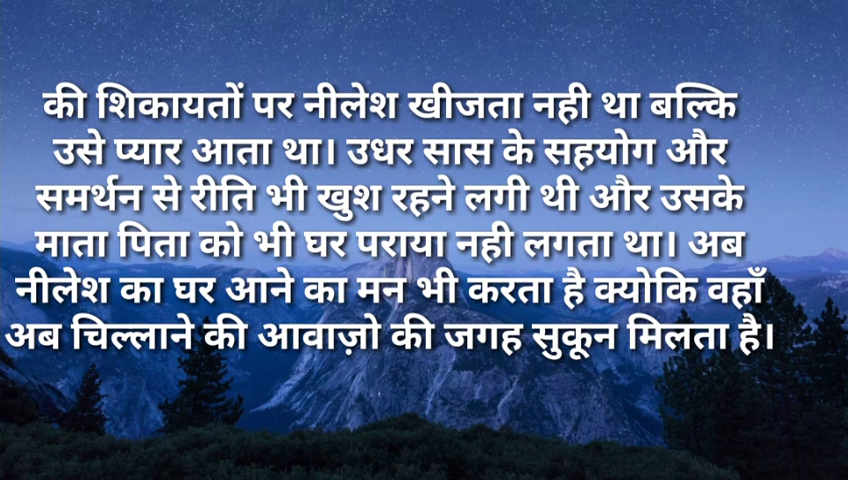 की शिकायतों पर नीलेश खीजता नही था बल्कि
उसे प्यार आता था। उधर सास के सहयोग और
समर्थन से रीति भी खुश रहने लगी थी और उसके
माता पिता को भी घर पराया नही लगता था। अब
नीलेश का घर आने का मन भी करता है क्योकि वहाँ
अब चिल्लाने की आवाज़ो की जगह सुकून मिलता है।